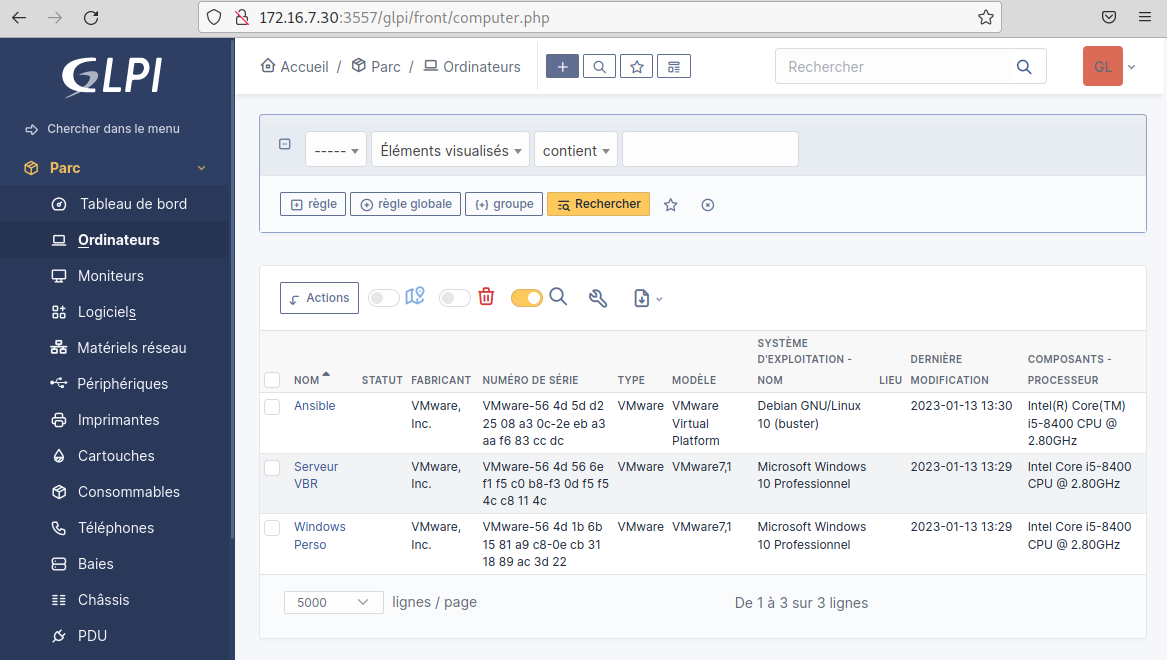 172.16.7.30:3557/glpi/front/computer.php
GLPI
Chercher dans le menu
Parc
Tableau de bord
Ordinateurs
Moniteurs
Logiciels
Matériels réseau
Périphériques
Imprimantes
Cartouches
Consommables
Téléphones
Baies
Châssis
PDU
Accueil / Parc / Ordinateurs
Rechercher
GL
----- Éléments visualisés contient
règle règle globale {+} groupe Rechercher
Actions
NOM STATUT FABRICANT NUMÉRO DE SÉRIE TYPE MODÈLE SYSTÈME D'EXPLOITATION - NOM LIEU DERNIÈRE MODIFICATION COMPOSANTS - PROCESSEUR
Ansible VMware, VMware-56 4d 5d d2 VMware VMware Debian GNU/Linux 2023-01-13 13:30 Intel(R) Core(TM)
Inc. 25 08 a3 0c-2e eb a3 Virtual 10 (buster) i5-8400 CPU @
aa f6 83 cc dc Platform 2.80GHz
Serveur VMware, VMware-56 4d 56 6e VMware VMware7,1 Microsoft Windows 2023-01-13 13:29 Intel Core i5-8400
VBR Inc. f1 f5 c0 b8-f3 0d f5 f5 10 Professionnel CPU @ 2.80GHz
4c c8 11 4c
Windows VMware, VMware-56 4d 1b 6b VMware VMware7,1 Microsoft Windows 2023-01-13 13:29 Intel Core i5-8400
Perso Inc. 15 81 a9 c8-0e cb 31 10 Professionnel CPU @ 2.80GHz
18 89 ac 3d 22
5000 lignes / page De 1 à 3 sur 3 lignes